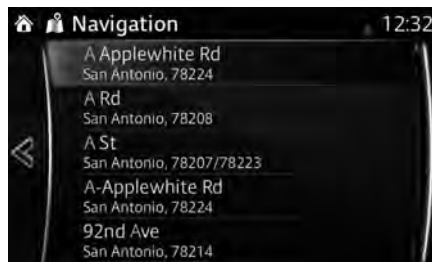 Navigation 12:32
A Applewhite Rd
San Antonio, 78224
A Rd
San Antonio, 78208
A St
San Antonio, 78207/78223
A-Applewhite Rd
San Antonio, 78224
92nd Ave
San Antonio, 78214